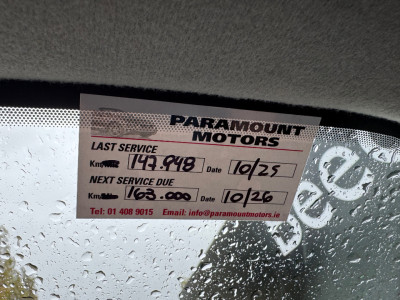 PARAMOUNT
MOTORS
LAST SERVICE
Km 147.948 Date 10/25
NEXT SERVICE DUE
Km 163.000 Date 10/26
Tel: 01 408 9015 Email: info@paramountmotors.ie